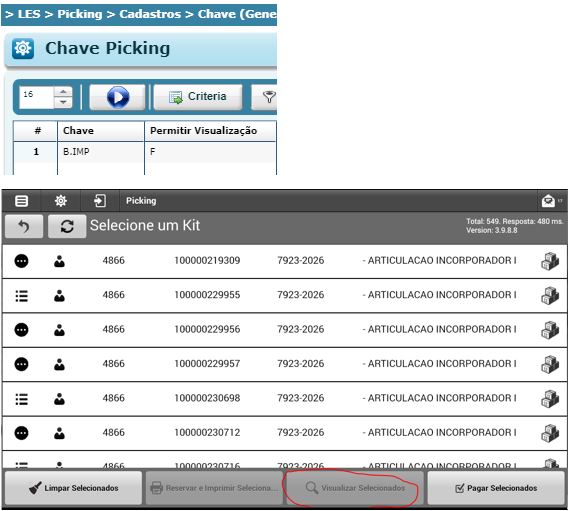 > LES > Picking > Cadastros > Chave (Gene
Chave Picking
16 Criteria
# Chave Permitir Visualização
1 B.IMP F
Picking 17
Selecione um Kit Total: 549. Resposta: 480 ms.
Version: 3.9.8.8
4866 100000219309 7923-2026 - ARTICULACAO INCORPORADOR I
4866 100000229955 7923-2026 - ARTICULACAO INCORPORADOR I
4866 100000229956 7923-2026 - ARTICULACAO INCORPORADOR I
4866 100000229957 7923-2026 - ARTICULACAO INCORPORADOR I
4866 100000230698 7923-2026 - ARTICULACAO INCORPORADOR I
4866 100000230712 7923-2026 - ARTICULACAO INCORPORADOR I
4866 100000230716 7923-2026 - ARTICULACAO INCORPORADOR I
Limpar Selecionados Reservar e Imprimir Seleciona... Visualizar Selecionados Pagar Selecionados